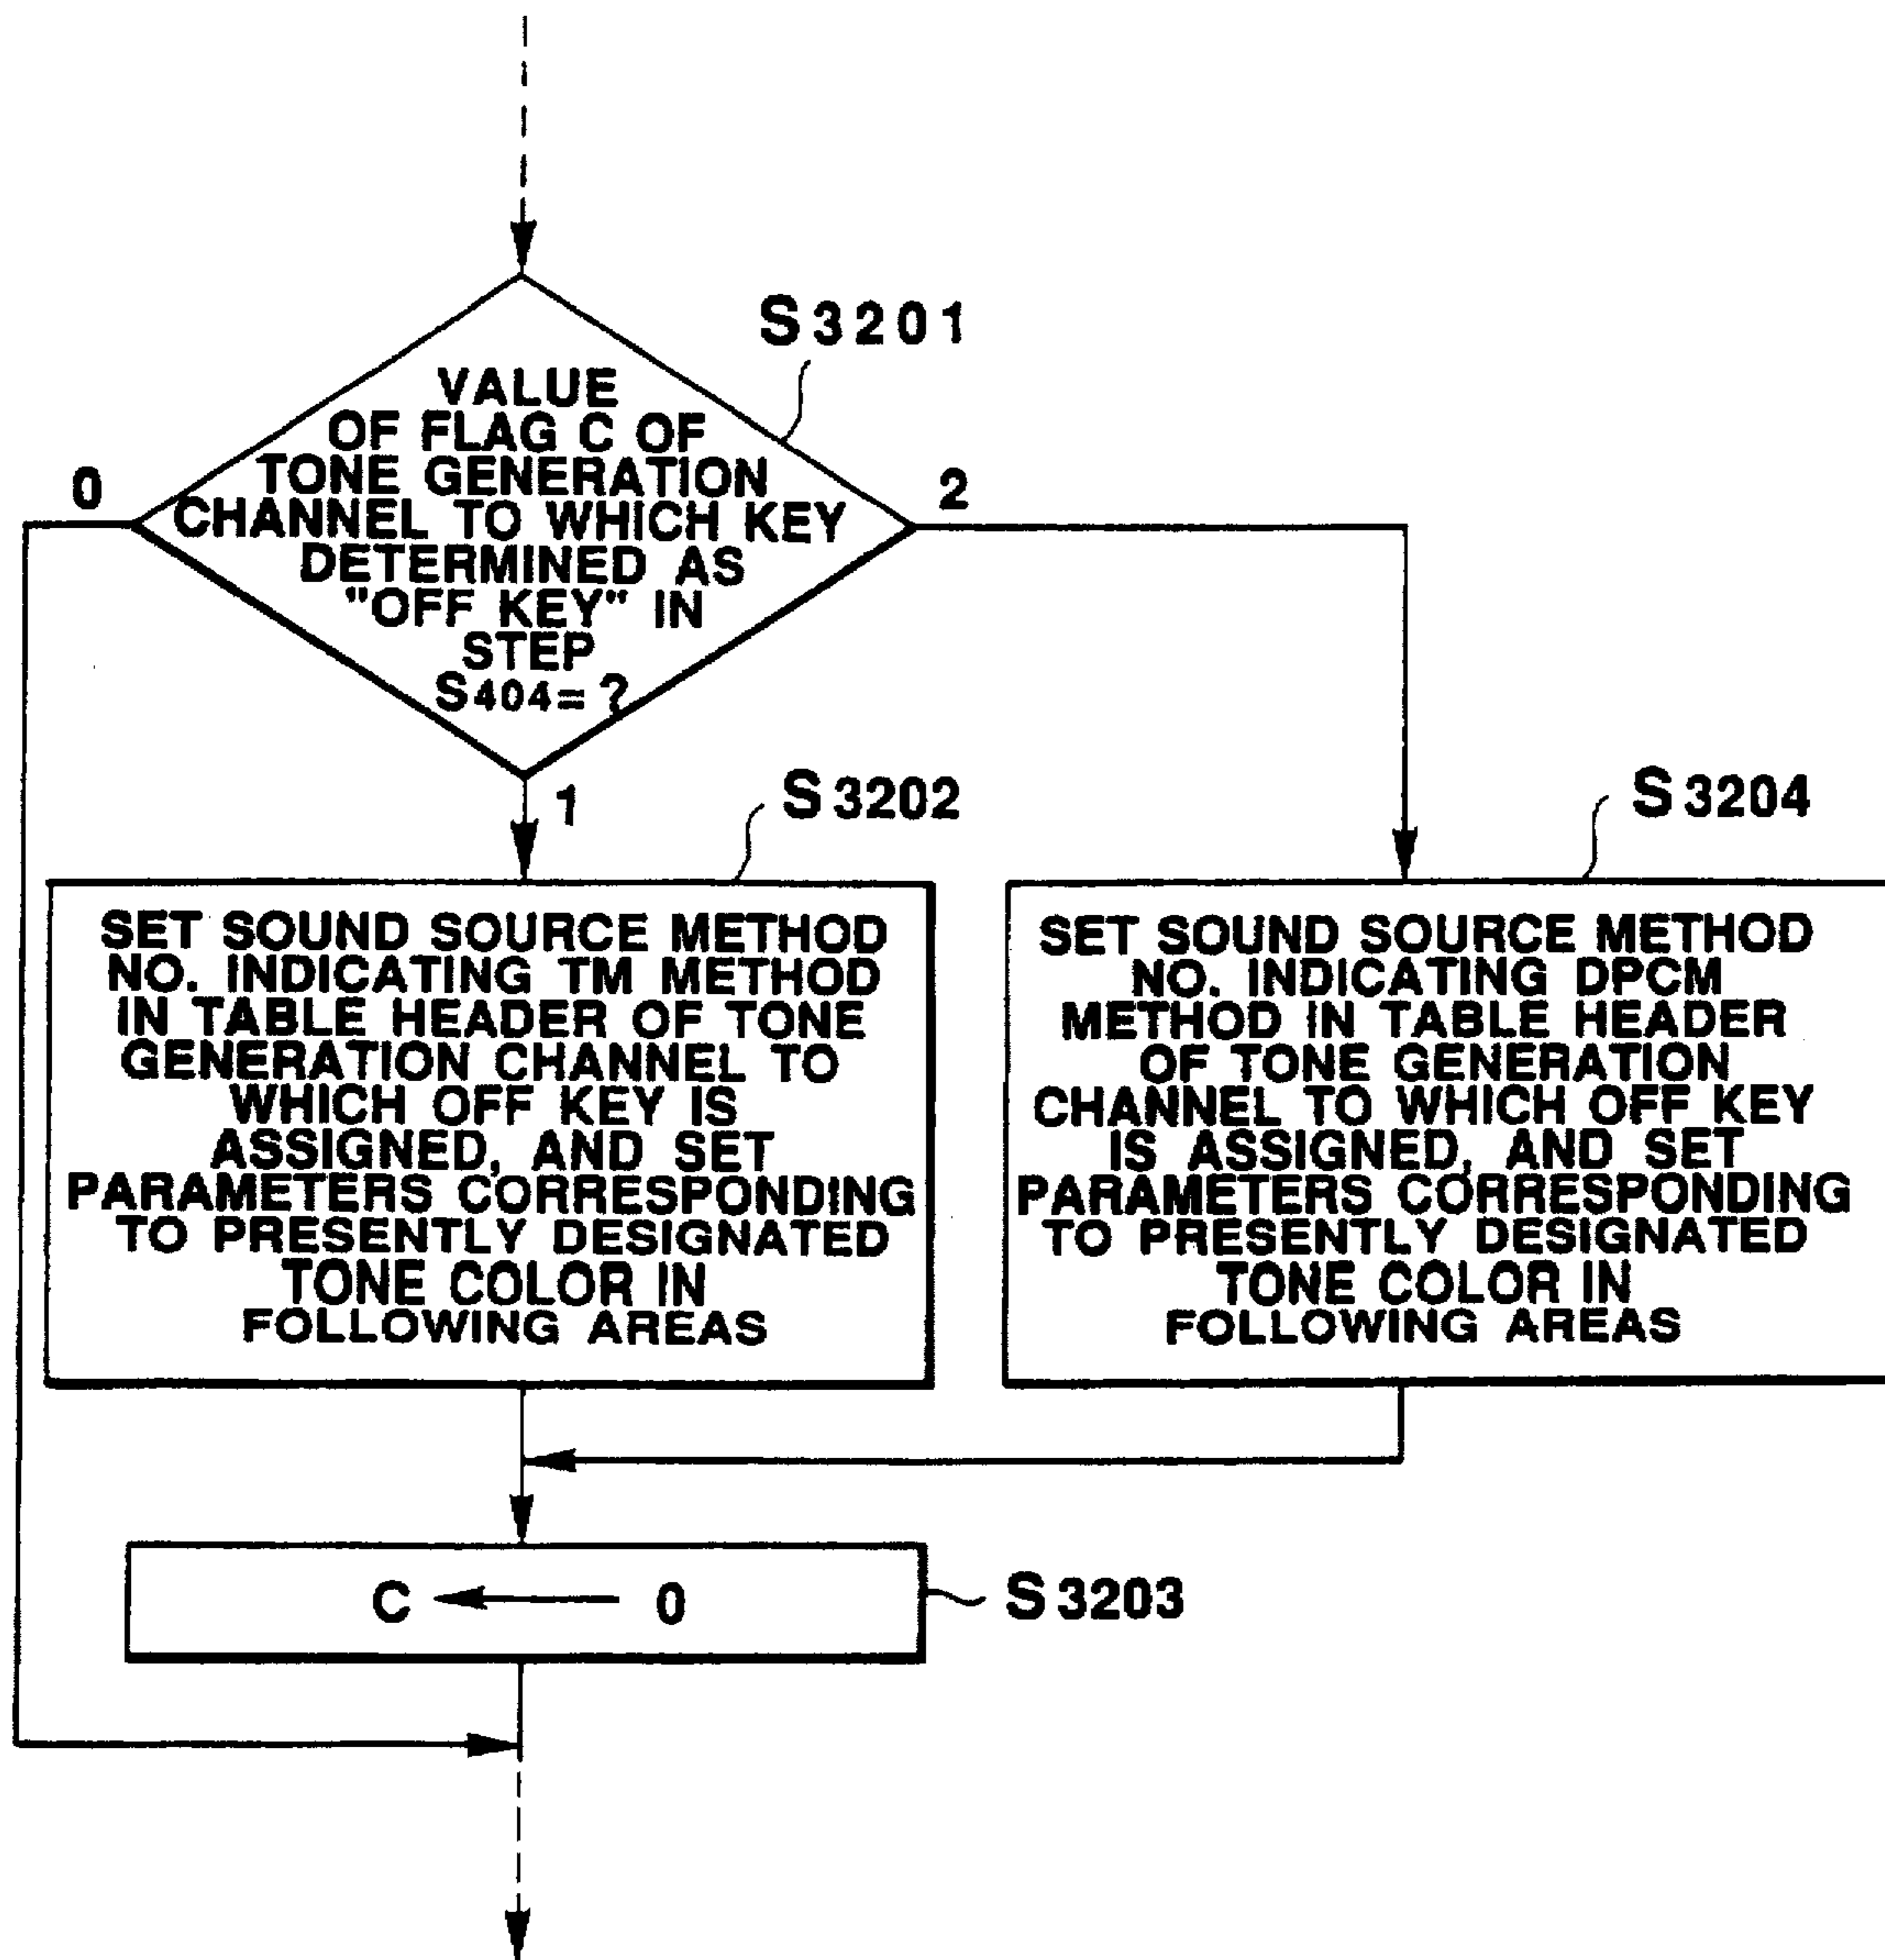 S3201
VALUE
OF FLAG C OF
TONE GENERATION
CHANNEL TO WHICH KEY
DETERMINED AS
"OFF KEY" IN
STEP
S404=?
0
2
1
S3202
SET SOUND SOURCE METHOD
NO. INDICATING TM METHOD
IN TABLE HEADER OF TONE
GENERATION CHANNEL TO
WHICH OFF KEY IS
ASSIGNED, AND SET
PARAMETERS CORRESPONDING
TO PRESENTLY DESIGNATED
TONE COLOR IN
FOLLOWING AREAS
S3204
SET SOUND SOURCE METHOD
NO. INDICATING DPCM
METHOD IN TABLE HEADER
OF TONE GENERATION
CHANNEL TO WHICH OFF KEY
IS ASSIGNED, AND SET
PARAMETERS CORRESPONDING
TO PRESENTLY DESIGNATED
TONE COLOR IN
FOLLOWING AREAS
C ← 0
S3203